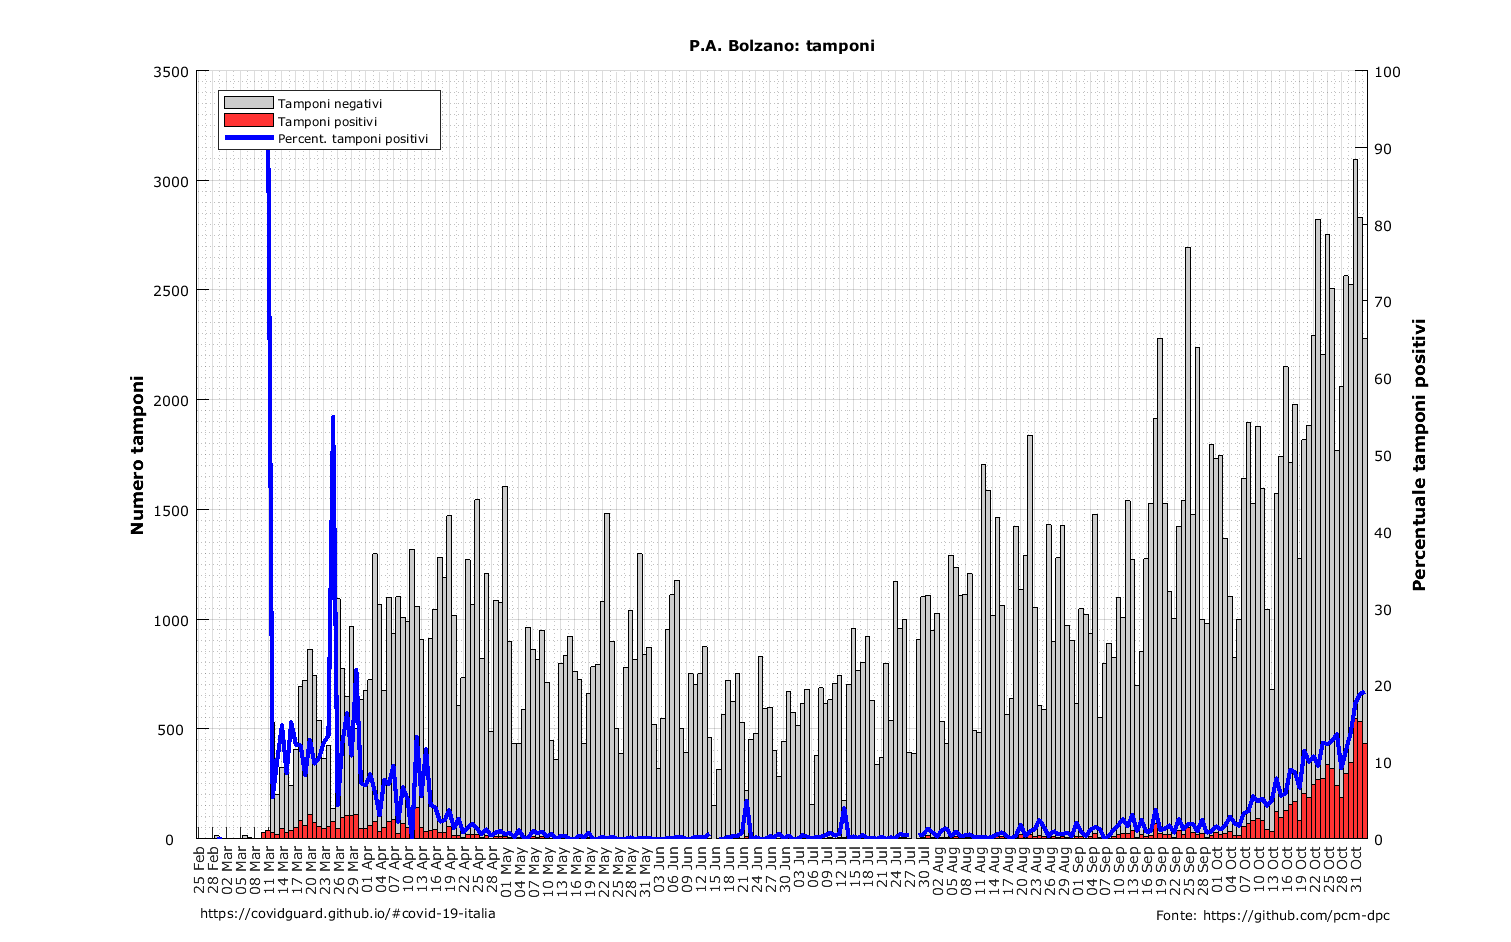 P.A. Bolzano: tamponi
3500
3000
2500
2000
1500
1000
500
0
Numero tamponi
Tamponi negativi
Tamponi positivi
Percent. tamponi positivi
100
90
80
70
60
50
40
30
20
10
0
Percentuale tamponi positivi
25 Feb
28 Feb
02 Mar
05 Mar
08 Mar
11 Mar
14 Mar
17 Mar
20 Mar
23 Mar
26 Mar
29 Mar
01 Apr
04 Apr
07 Apr
10 Apr
13 Apr
16 Apr
19 Apr
22 Apr
25 Apr
28 Apr
01 May
04 May
07 May
10 May
13 May
16 May
19 May
22 May
25 May
28 May
31 May
03 Jun
06 Jun
09 Jun
12 Jun
15 Jun
18 Jun
21 Jun
24 Jun
27 Jun
30 Jun
03 Jul
06 Jul
09 Jul
12 Jul
15 Jul
18 Jul
21 Jul
24 Jul
27 Jul
30 Jul
02 Aug
05 Aug
08 Aug
11 Aug
14 Aug
17 Aug
20 Aug
23 Aug
26 Aug
29 Aug
01 Sep
04 Sep
07 Sep
10 Sep
13 Sep
16 Sep
19 Sep
22 Sep
25 Sep
28 Sep
01 Oct
04 Oct
07 Oct
10 Oct
13 Oct
16 Oct
19 Oct
22 Oct
25 Oct
28 Oct
31 Oct
https://covidguard.github.io/#covid-19-italia
Fonte: https://github.com/pcm-dpc